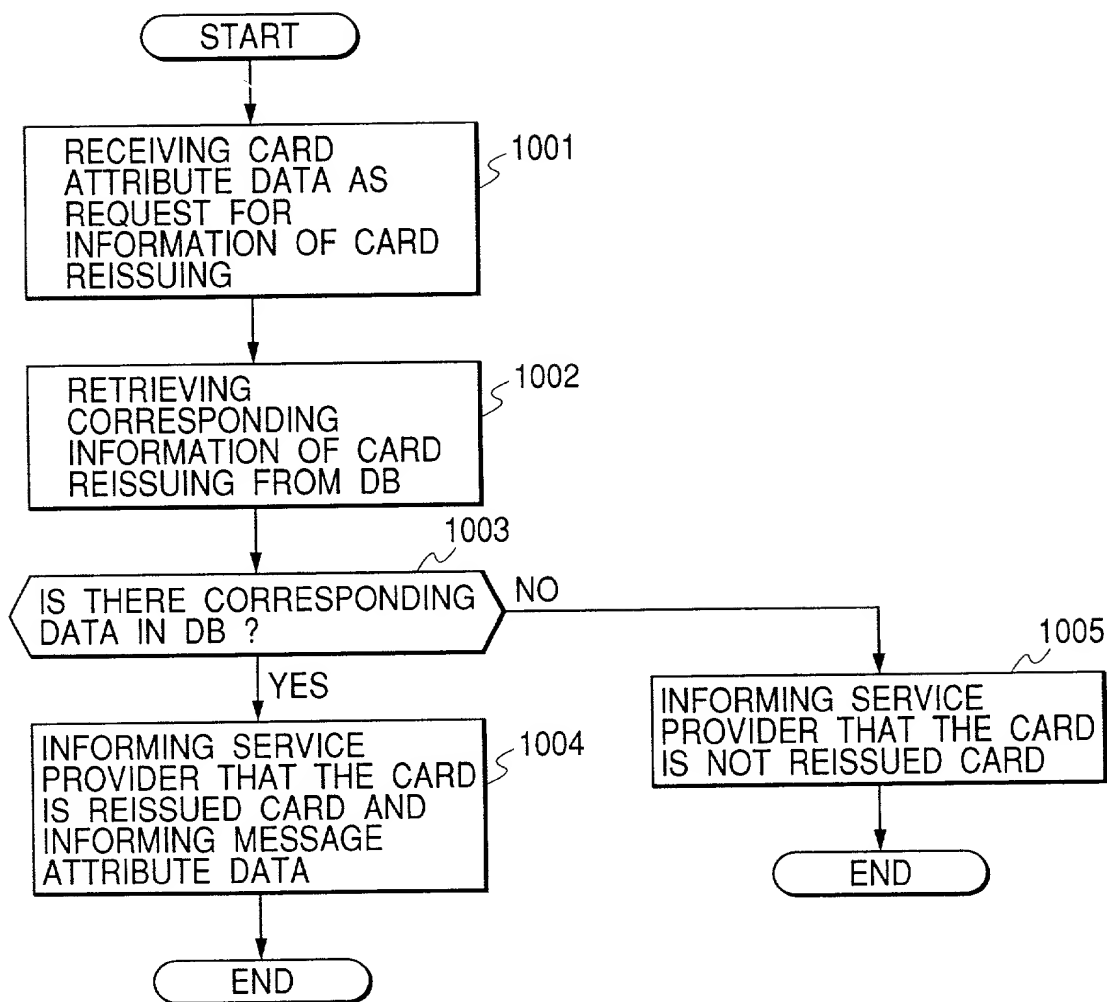 START
RECEIVING CARD
ATTRIBUTE DATA AS
REQUEST FOR
INFORMATION OF CARD
REISSUING
1001
RETRIEVING
CORRESPONDING
INFORMATION OF CARD
REISSUING FROM DB
1002
1003
IS THERE CORRESPONDING
DATA IN DB ?
NO
YES
INFORMING SERVICE
PROVIDER THAT THE CARD
IS REISSUED CARD AND
INFORMING MESSAGE
ATTRIBUTE DATA
1004
END
1005
INFORMING SERVICE
PROVIDER THAT THE CARD
IS NOT REISSUED CARD
END